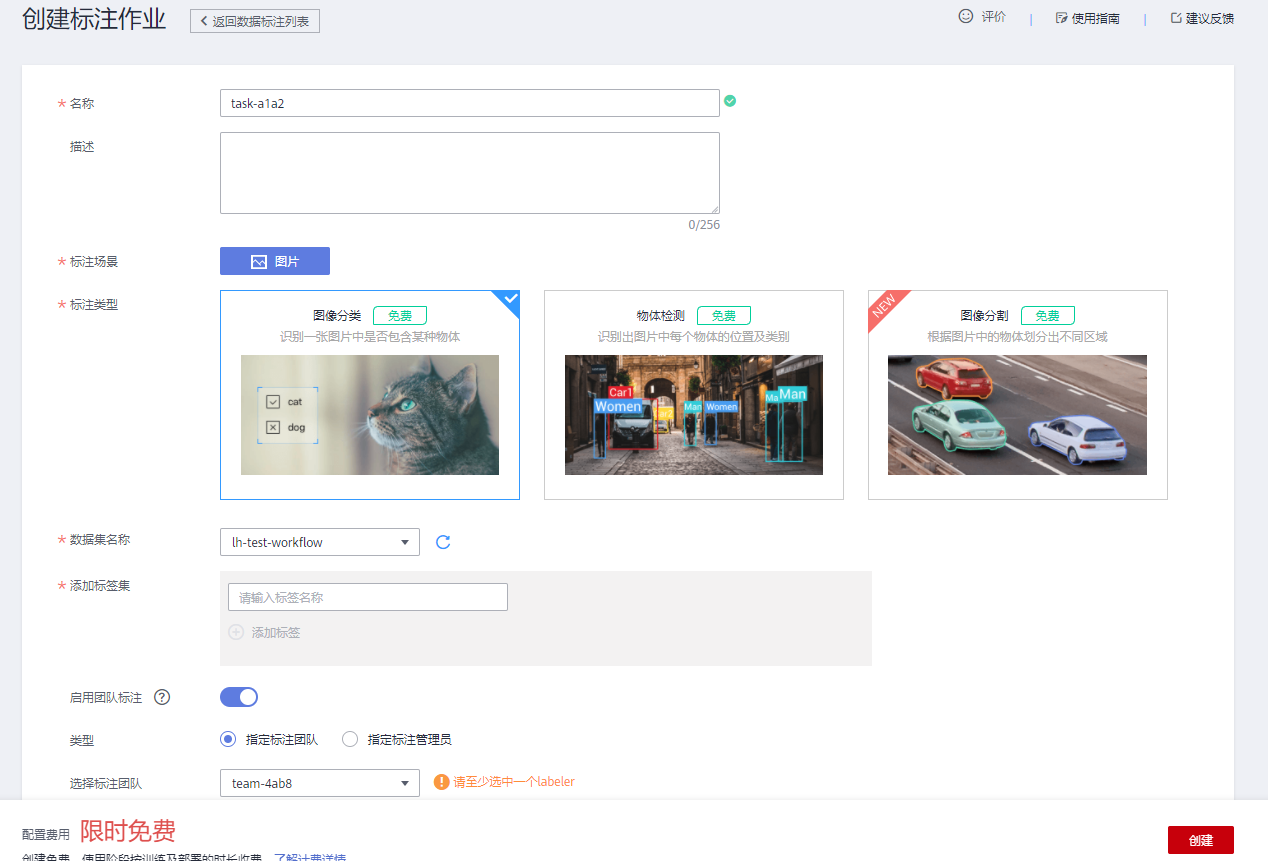 创建标注作业 返回数据标注列表 评价 | 使用指南 | 建议反馈
* 名称 task-a1a2
描述
0/256
* 标注场景 图片
* 标注类型
图像分类 免费
识别一张图片中是否包含某种物体
cat
dog
物体检测 免费
识别出图片中每个物体的位置及类别
Car1
Women
Man Women
Ma Man
NEW
图像分割 免费
根据图片中的物体划分出不同区域
* 数据集名称 lh-test-workflow
* 添加标签集 请输入标签名称
添加标签
启用团队标注 ?
类型 指定标注团队 指定标注管理员
选择标注团队 team-4ab8 请至少选中一个labeler
配置费用 限时免费
创建
创建免费，使用阶段按训练及部署的时长收费，了解计费详情